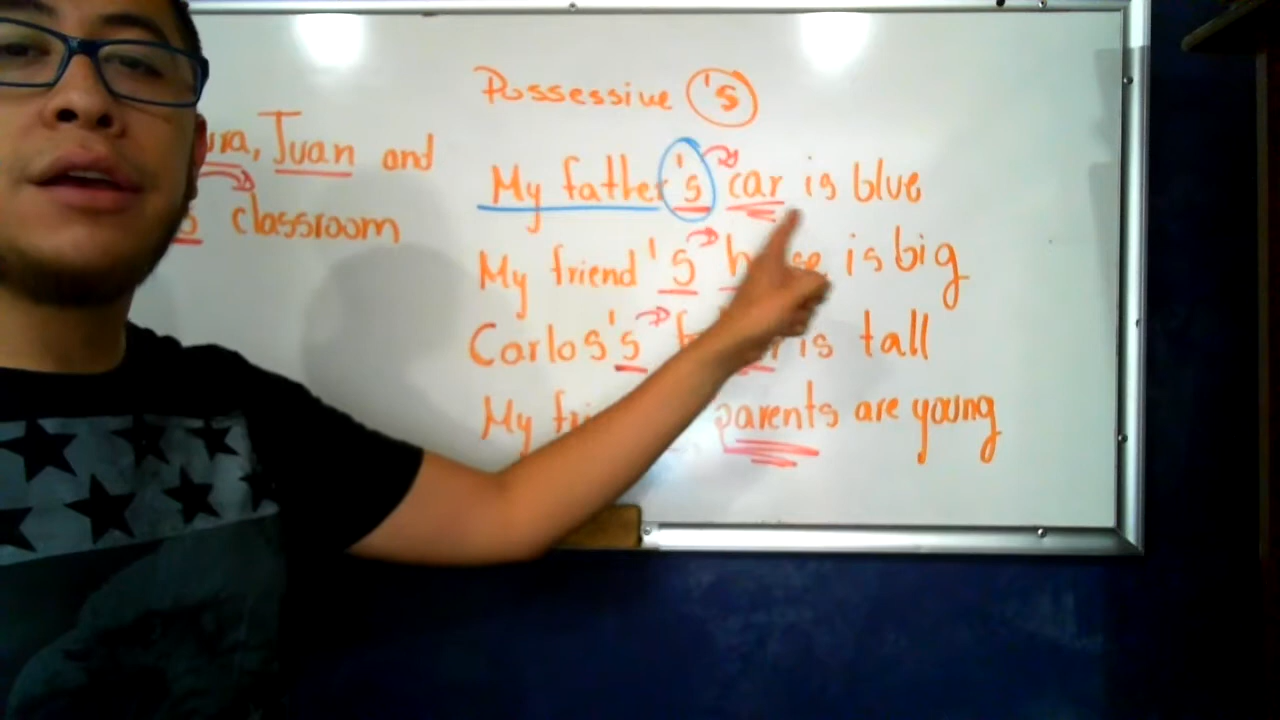 Possessive 's
Juan and
classroom
My father's car is blue
My friend's is big
Carlos's is tall
My parents are young